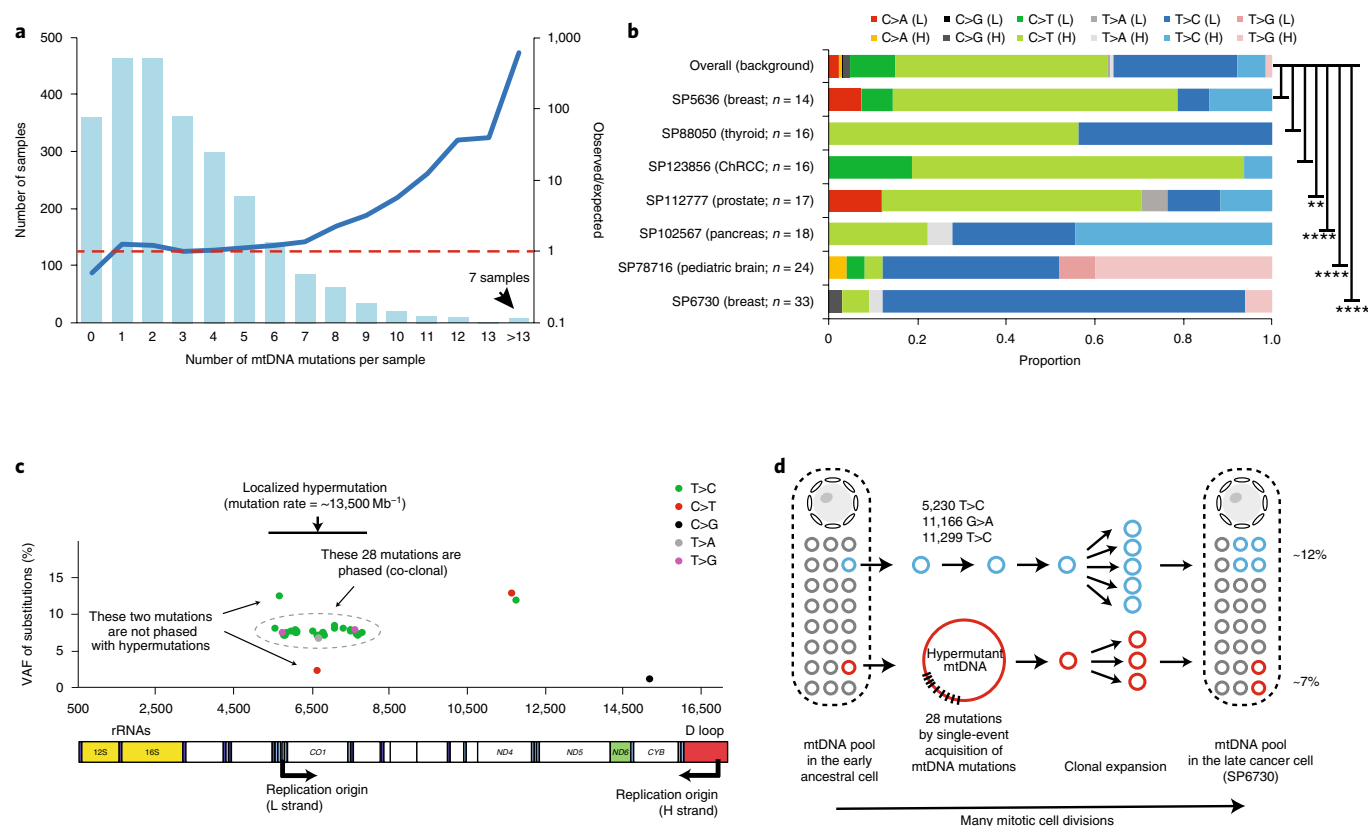 a
500
400
300
200
100
0
Number of samples
1,000
100
10
1
0.1
Observed/expected
7 samples
0 1 2 3 4 5 6 7 8 9 10 11 12 13 >13
Number of mtDNA mutations per sample
b
C>A (L) C>G (L) C>T (L) T>A (L) T>C (L) T>G (L)
C>A (H) C>G (H) C>T (H) T>A (H) T>C (H) T>G (H)
Overall (background)
SP5636 (breast; n = 14)
SP88050 (thyroid; n = 16)
SP123856 (ChRCC; n = 16)
SP112777 (prostate; n = 17)
SP102567 (pancreas; n = 18)
SP78716 (pediatric brain; n = 24)
SP6730 (breast; n = 33)
**
****
****
****
0 0.2 0.4 0.6 0.8 1.0
Proportion
c
Localized hypermutation
(mutation rate = ~13,500 Mb⁻¹)
T>C
C>T
C>G
T>A
T>G
These 28 mutations are
phased (co-clonal)
These two mutations
are not phased
with hypermutations
VAF of substitutions (%)
15
10
5
0
500 2,500 4,500 6,500 8,500 10,500 12,500 14,500 16,500
rRNAs
D loop
12S 16S CO1 ND4 ND5 ND6 CYB
Replication origin
(L strand)
Replication origin
(H strand)
d
5,230 T>C
11,166 G>A
11,299 T>C
~12%
Hypermutant
mtDNA
~7%
28 mutations
by single-event
acquisition of
mtDNA mutations
mtDNA pool
in the early
ancestral cell
Clonal expansion
mtDNA pool
in the late cancer cell
(SP6730)
Many mitotic cell divisions